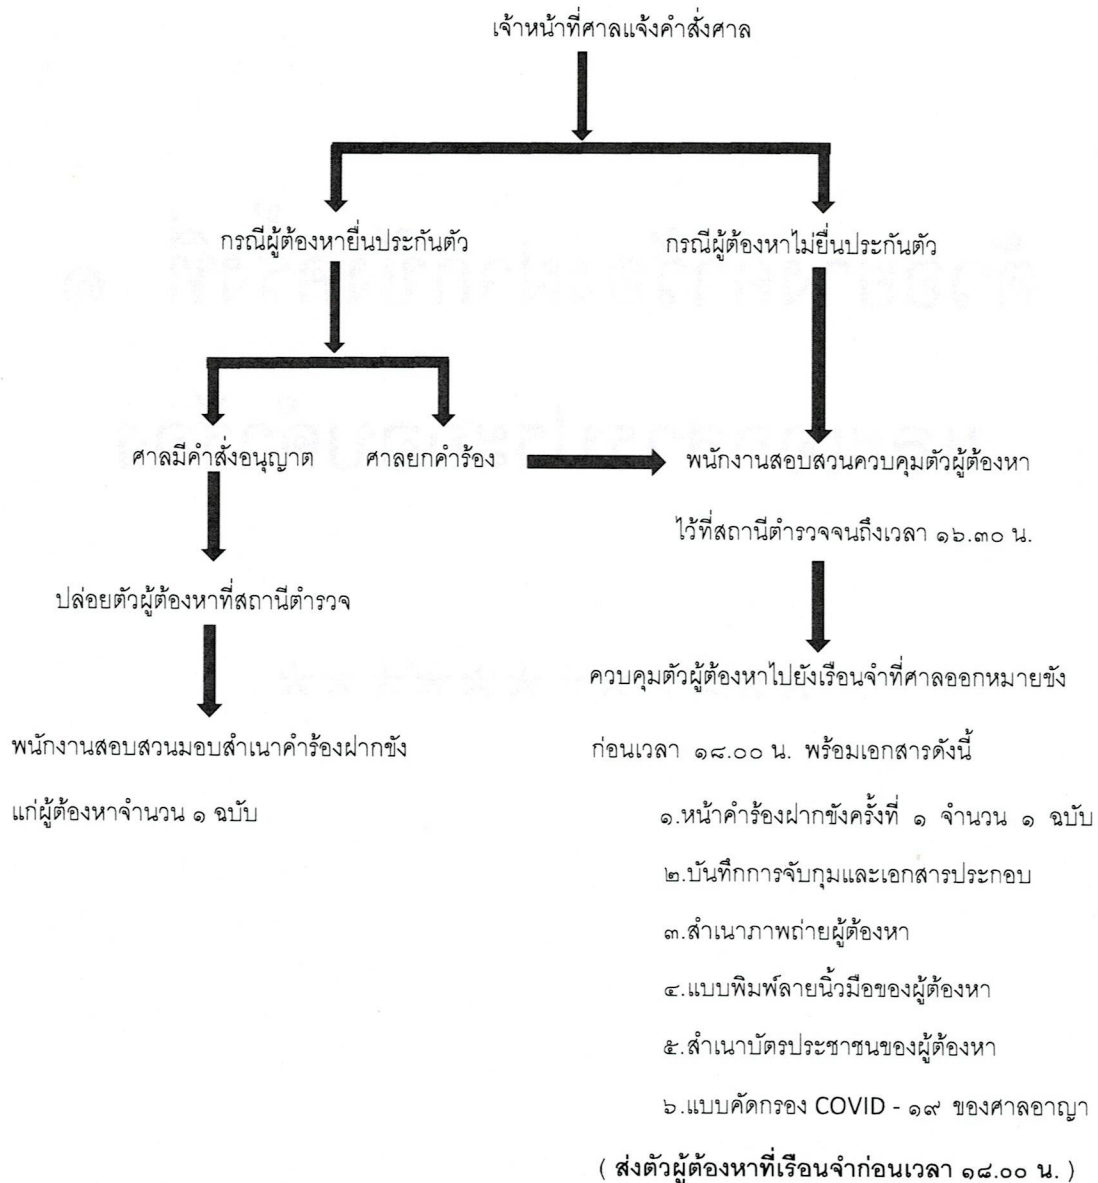 เจ้าหน้าที่ศาลแจ้งคำสั่งศาล
กรณีผู้ต้องหายื่นประกันตัว
กรณีผู้ต้องหาไม่ยื่นประกันตัว
ศาลมีคำสั่งอนุญาต
ศาลยกคำร้อง
พนักงานสอบสวนควบคุมตัวผู้ต้องหา
ไว้ที่สถานีตำรวจจนถึงเวลา ๑๖.๓๐ น.
ปล่อยตัวผู้ต้องหาที่สถานีตำรวจ
พนักงานสอบสวนมอบสำเนาคำร้องฝากขัง
แก่ผู้ต้องหาจำนวน ๑ ฉบับ
ควบคุมตัวผู้ต้องหาไปยังเรือนจำที่ศาลออกหมายขัง
ก่อนเวลา ๑๘.๐๐ น. พร้อมเอกสารดังนี้
๑.หน้าคำร้องฝากขังครั้งที่ ๑ จำนวน ๑ ฉบับ
๒.บันทึกการจับกุมและเอกสารประกอบ
๓.สำเนาภาพถ่ายผู้ต้องหา
๔.แบบพิมพ์ลายนิ้วมือของผู้ต้องหา
๕.สำเนาบัตรประชาชนของผู้ต้องหา
๖.แบบคัดกรอง COVID - ๑๙ ของศาลอาญา
( ส่งตัวผู้ต้องหาที่เรือนจำก่อนเวลา ๑๘.๐๐ น. )